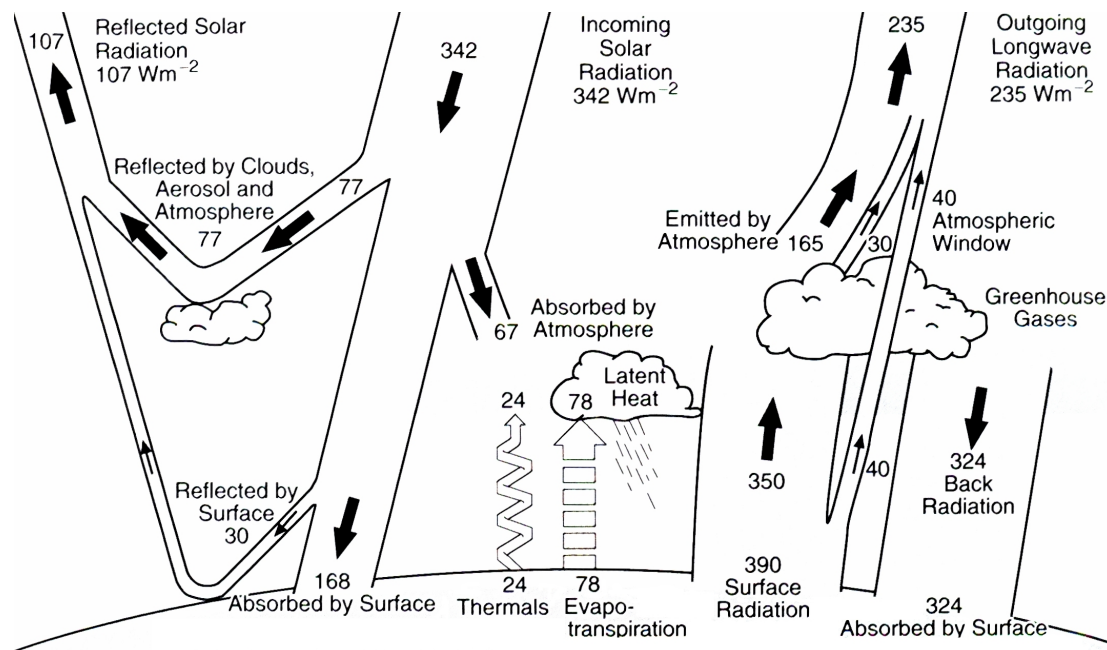 107
Reflected Solar
Radiation
107 Wm⁻²
342
Incoming
Solar
Radiation
342 Wm⁻²
235
Outgoing
Longwave
Radiation
235 Wm⁻²
Reflected by Clouds,
Aerosol and
Atmosphere
77
77
Emitted by
Atmosphere 165
30
40
Atmospheric
Window
Greenhouse
Gases
67
Absorbed by
Atmosphere
24
78
Latent
Heat
350
40
324
Back
Radiation
Reflected by
Surface
30
168
Absorbed by Surface
24
Thermals
78
Evapo-
transpiration
390
Surface
Radiation
324
Absorbed by Surface